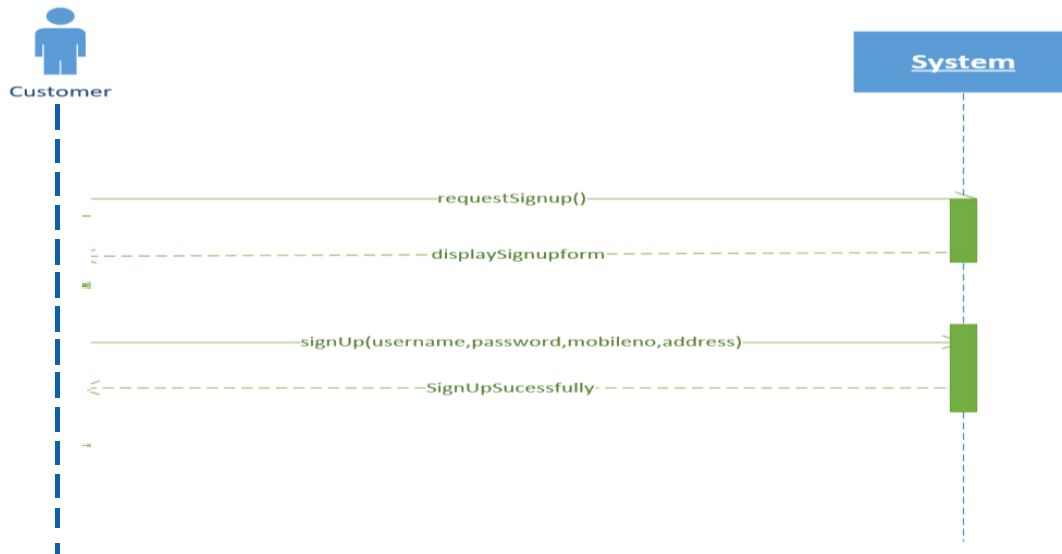 Customer
System
requestSignup()
displaySignupform
signUp(username,password,mobileno,address)
SignUpSucessfully